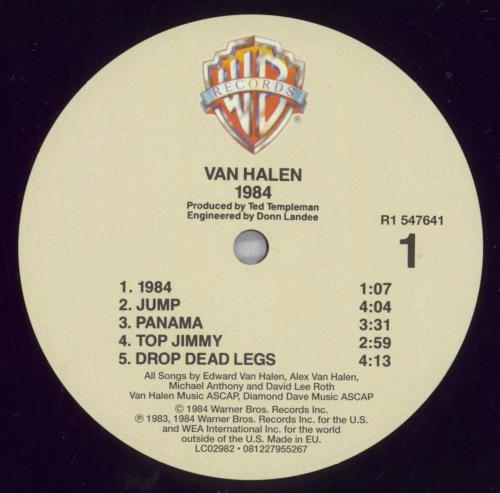 WB
RECORDS
®
VAN HALEN
1984
Produced by Ted Templeman
Engineered by Donn Landee
R1 547641
1
1. 1984 1:07
2. JUMP 4:04
3. PANAMA 3:31
4. TOP JIMMY 2:59
5. DROP DEAD LEGS 4:13
All Songs by Edward Van Halen, Alex Van Halen,
Michael Anthony and David Lee Roth
Van Halen Music ASCAP, Diamond Dave Music ASCAP
© 1984 Warner Bros. Records Inc.
℗ 1983, 1984 Warner Bros. Records Inc. for the U.S.
and WEA International Inc. for the world
outside of the U.S. Made in EU.
LC02982 • 081227955267